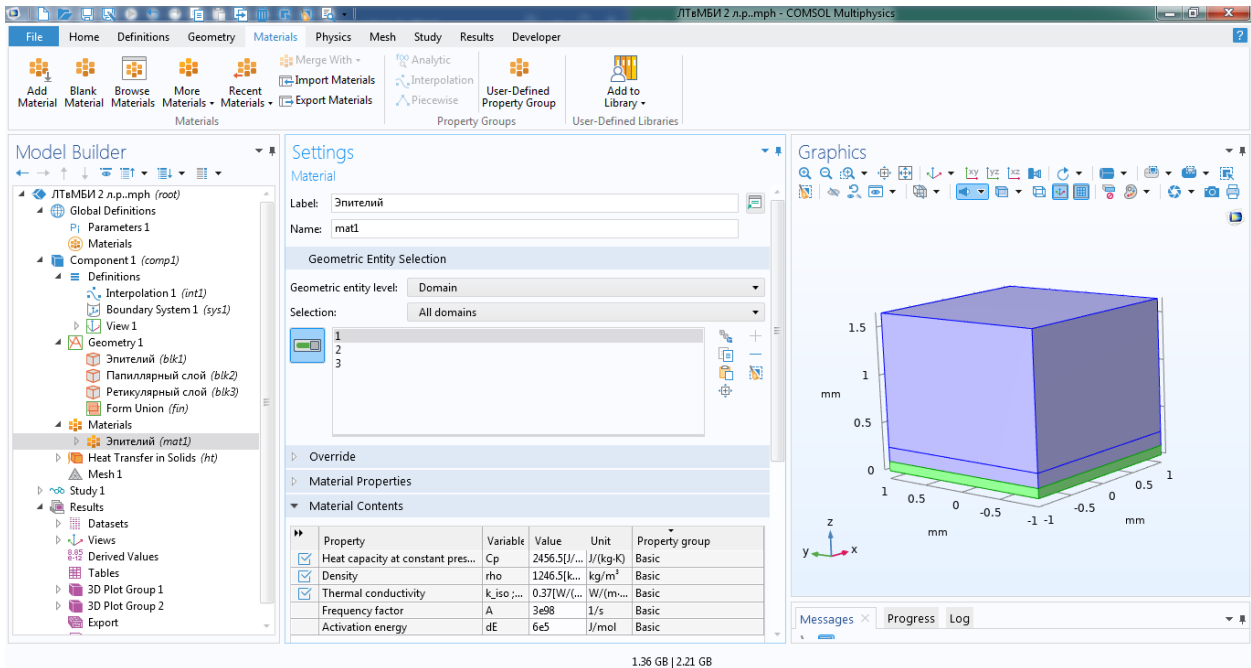 ЛТвМБИ 2 л.р..mph - COMSOL Multiphysics
File Home Definitions Geometry Materials Physics Mesh Study Results Developer ?
Add Material
Blank Material
Browse Materials
More Materials
Recent Materials
Merge With
Import Materials
Export Materials
Materials
Analytic
Interpolation
Piecewise
User-Defined Property Group
Property Groups
Add to Library
User-Defined Libraries
Model Builder
ЛТвМБИ 2 л.р..mph (root)
Global Definitions
Pi Parameters 1
Materials
Component 1 (comp1)
Definitions
Interpolation 1 (int1)
Boundary System 1 (sys1)
View 1
Geometry 1
Эпителий (blk1)
Папиллярный слой (blk2)
Ретикулярный слой (blk3)
Form Union (fin)
Materials
Эпителий (mat1)
Heat Transfer in Solids (ht)
Mesh 1
Study 1
Results
Datasets
Views
8.85 e-12 Derived Values
Tables
3D Plot Group 1
3D Plot Group 2
Export
Settings
Material
Label: Эпителий
Name: mat1
Geometric Entity Selection
Geometric entity level: Domain
Selection: All domains
1
2
3
Override
Material Properties
Material Contents
Property Variable Value Unit Property group
Heat capacity at constant pres... Cp 2456.5[J/... J/(kg·K) Basic
Density rho 1246.5[k... kg/m³ Basic
Thermal conductivity k_iso ;... 0.37[W/(... W/(m·... Basic
Frequency factor A 3e98 1/s Basic
Activation energy dE 6e5 J/mol Basic
Graphics
xy yz xz
1.5
1
mm
0.5
0
1 0.5 0 -0.5 -1 -1 -0.5 0 0.5 1
mm mm
z
y x
Messages Progress Log
1.36 GB | 2.21 GB